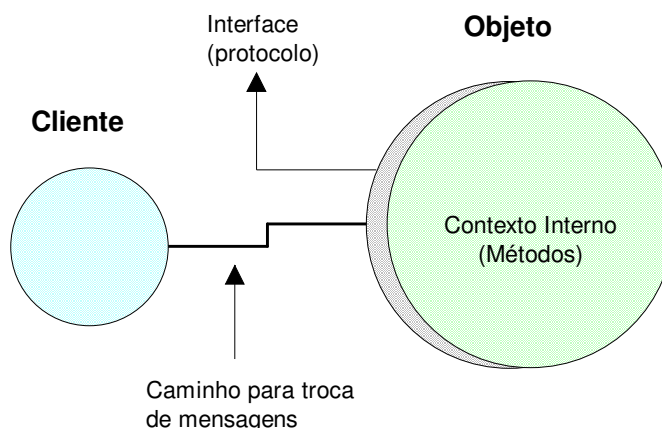 Interface
(protocolo)
Objeto
Cliente
Contexto Interno
(Métodos)
Caminho para troca
de mensagens